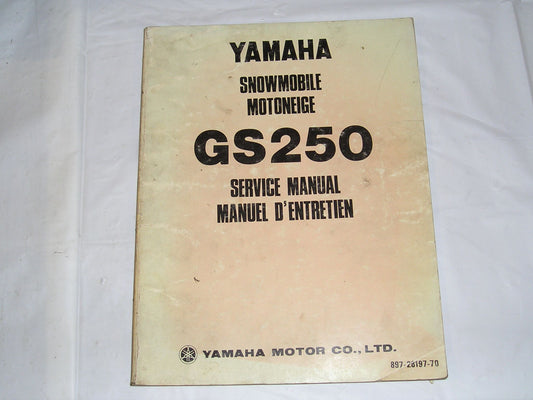 YAMAHA
SNOWMOBILE
MOTONEIGE
GS250
SERVICE MANUAL
MANUEL D'ENTRETIEN
YAMAHA MOTOR CO., LTD.
897-28197-70